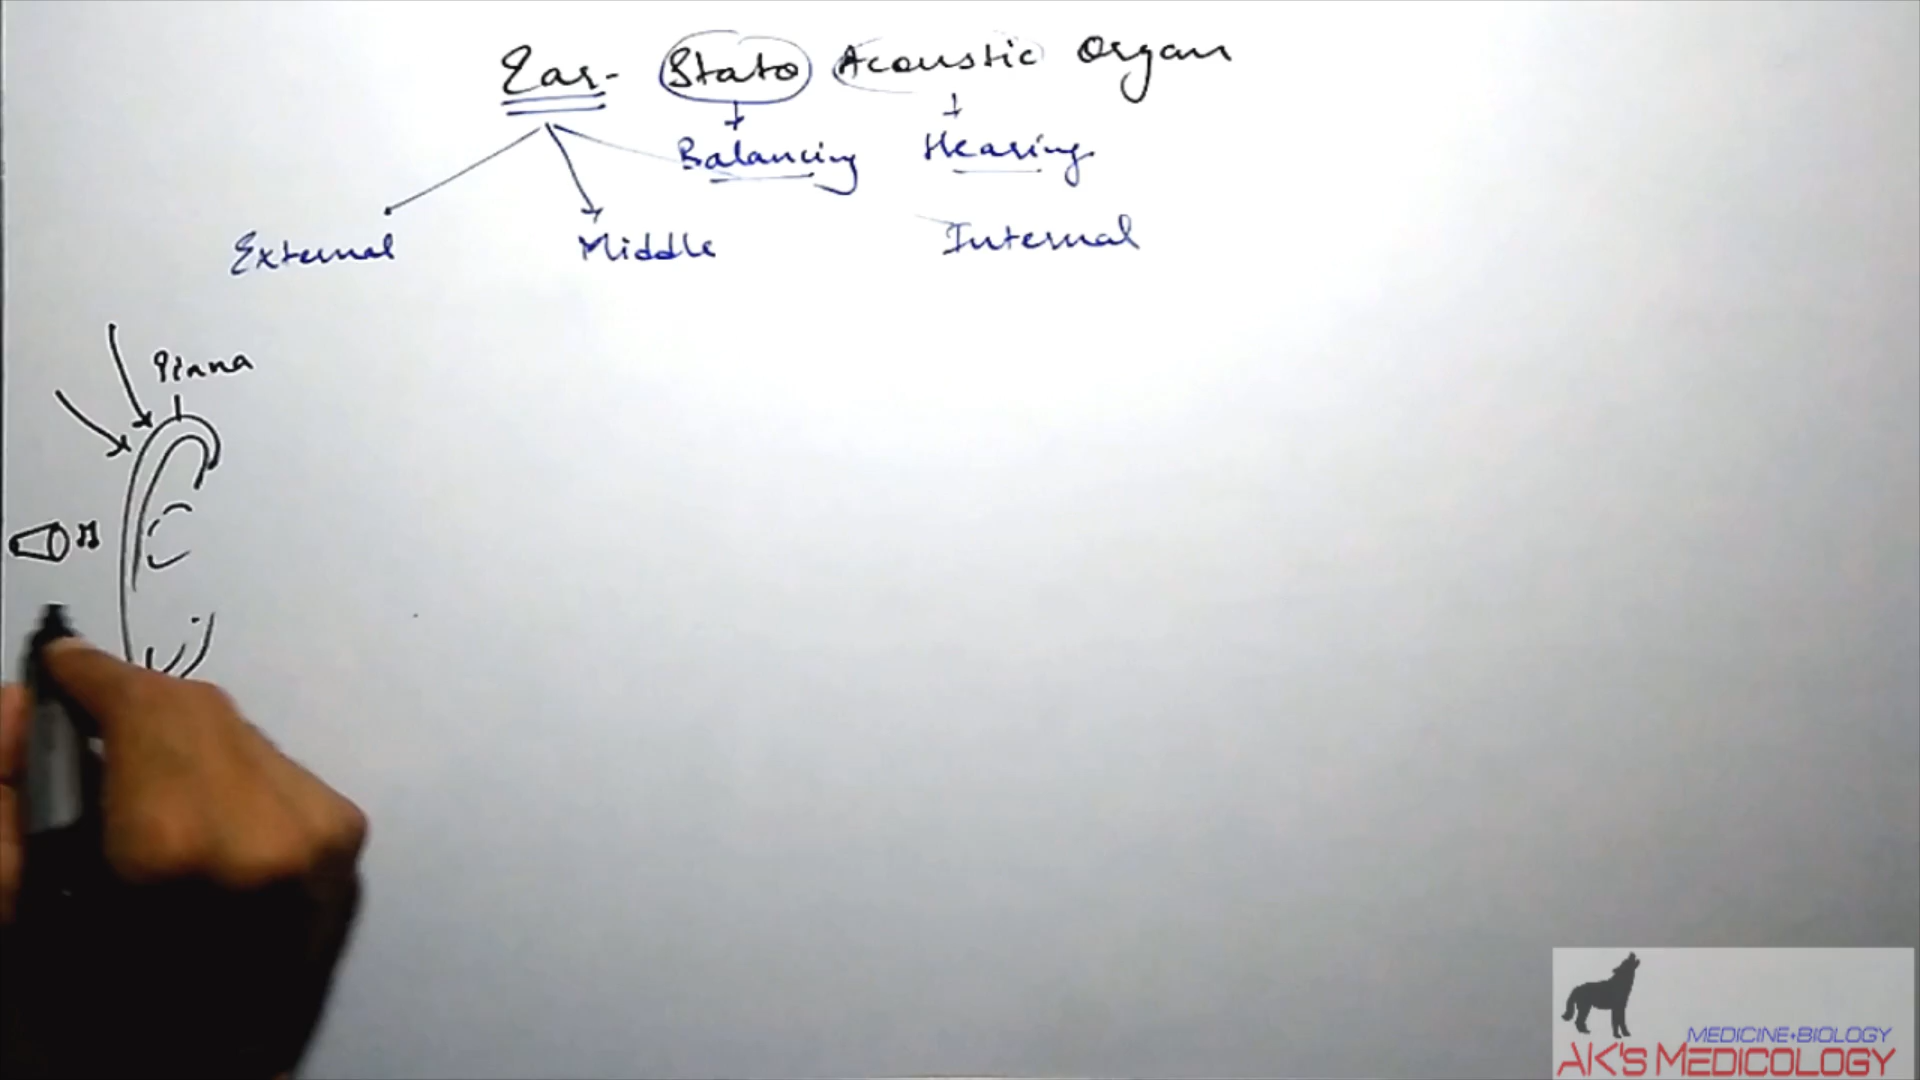 Ear- Stato Acoustic Organ
Balancing Hearing
External Middle Internal
Pinna
MEDICINE+BIOLOGY
AK'S MEDICOLOGY